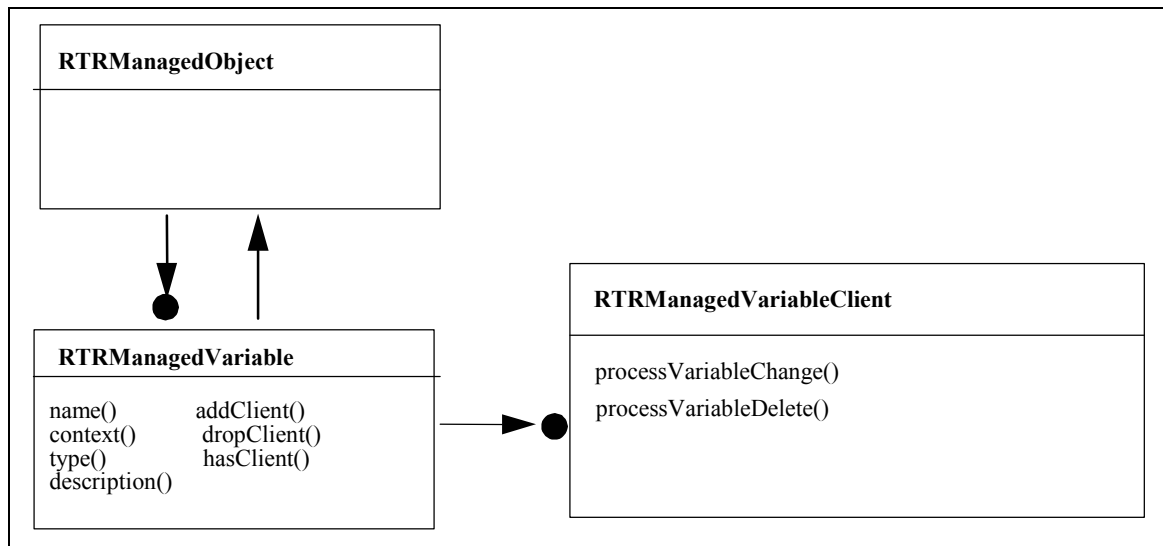 RTRManagedObject
RTRManagedVariable
name() addClient()
context() dropClient()
type() hasClient()
description()
RTRManagedVariableClient
processVariableChange()
processVariableDelete()